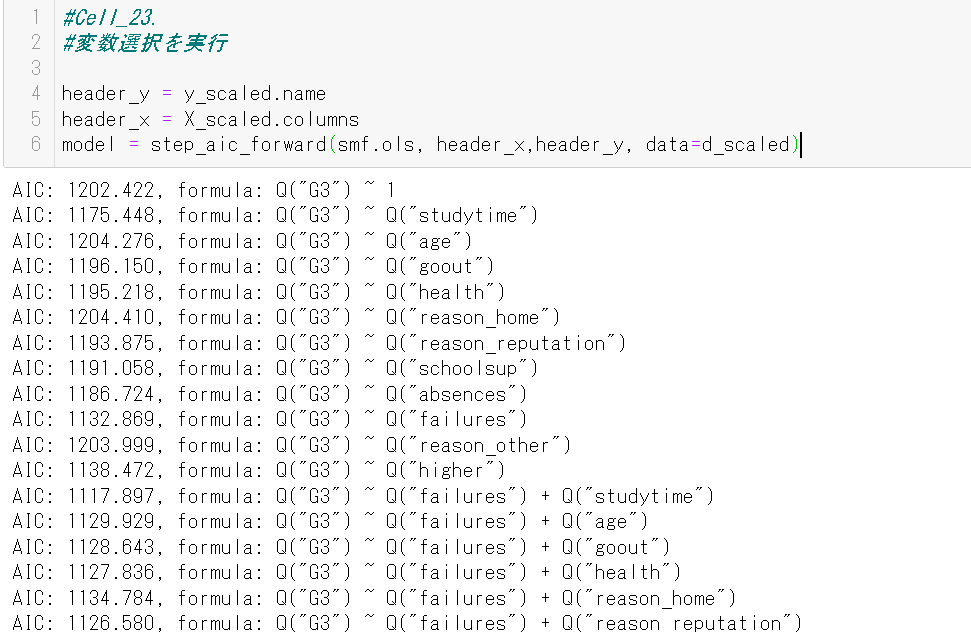 1 #Cell_23.
2 #変数選択を実行
3
4 header_y = y_scaled.name
5 header_x = X_scaled.columns
6 model = step_aic_forward(smf.ols, header_x,header_y, data=d_scaled)
AIC: 1202.422, formula: Q("G3") ~ 1
AIC: 1175.448, formula: Q("G3") ~ Q("studytime")
AIC: 1204.276, formula: Q("G3") ~ Q("age")
AIC: 1196.150, formula: Q("G3") ~ Q("goout")
AIC: 1195.218, formula: Q("G3") ~ Q("health")
AIC: 1204.410, formula: Q("G3") ~ Q("reason_home")
AIC: 1193.875, formula: Q("G3") ~ Q("reason_reputation")
AIC: 1191.058, formula: Q("G3") ~ Q("schoolsup")
AIC: 1186.724, formula: Q("G3") ~ Q("absences")
AIC: 1132.869, formula: Q("G3") ~ Q("failures")
AIC: 1203.999, formula: Q("G3") ~ Q("reason_other")
AIC: 1138.472, formula: Q("G3") ~ Q("higher")
AIC: 1117.897, formula: Q("G3") ~ Q("failures") + Q("studytime")
AIC: 1129.929, formula: Q("G3") ~ Q("failures") + Q("age")
AIC: 1128.643, formula: Q("G3") ~ Q("failures") + Q("goout")
AIC: 1127.836, formula: Q("G3") ~ Q("failures") + Q("health")
AIC: 1134.784, formula: Q("G3") ~ Q("failures") + Q("reason_home")
AIC: 1126.580, formula: Q("G3") ~ Q("failures") + Q("reason_reputation")